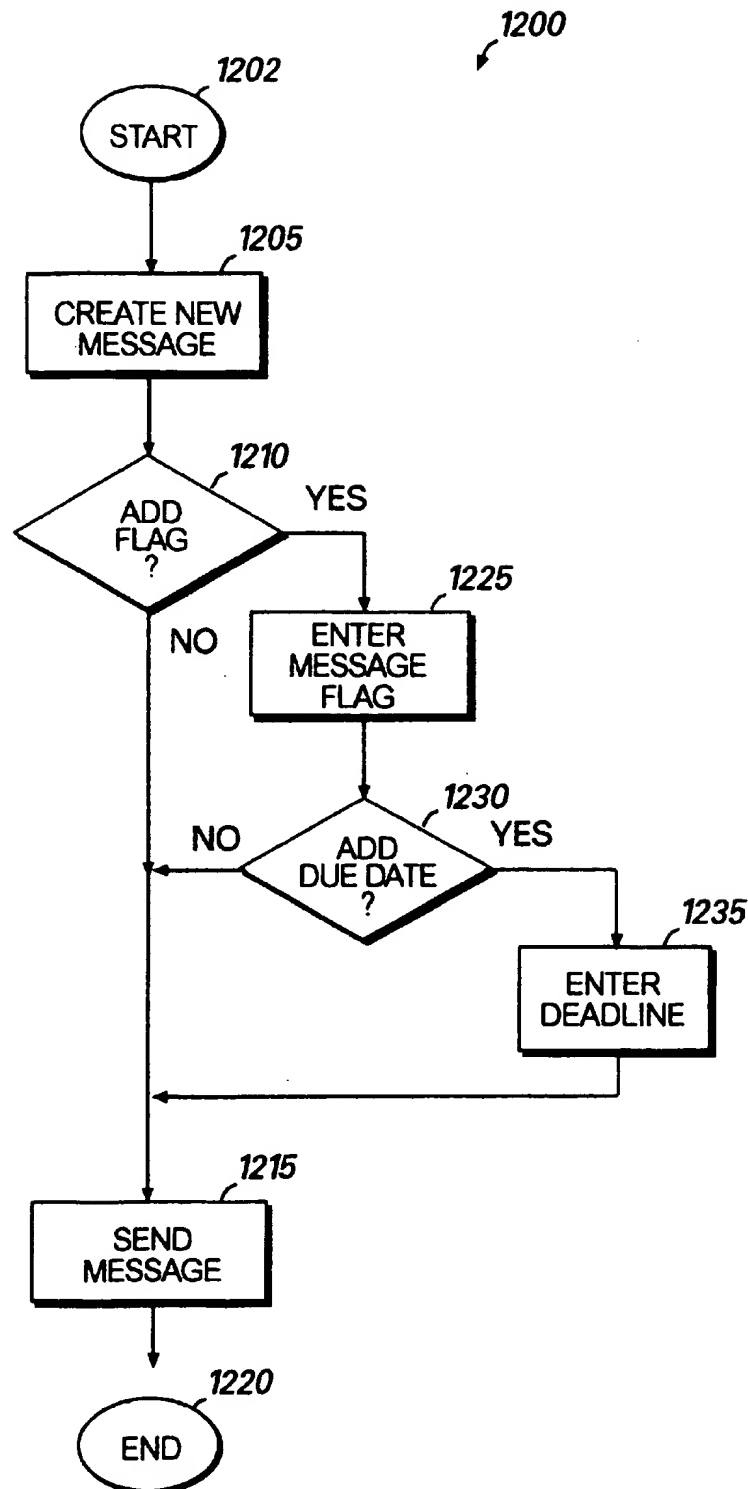 1200
1202
START
1205
CREATE NEW
MESSAGE
1210
ADD
FLAG
?
YES
NO
1225
ENTER
MESSAGE
FLAG
1230
ADD
DUE DATE
?
NO
YES
1235
ENTER
DEADLINE
1215
SEND
MESSAGE
1220
END